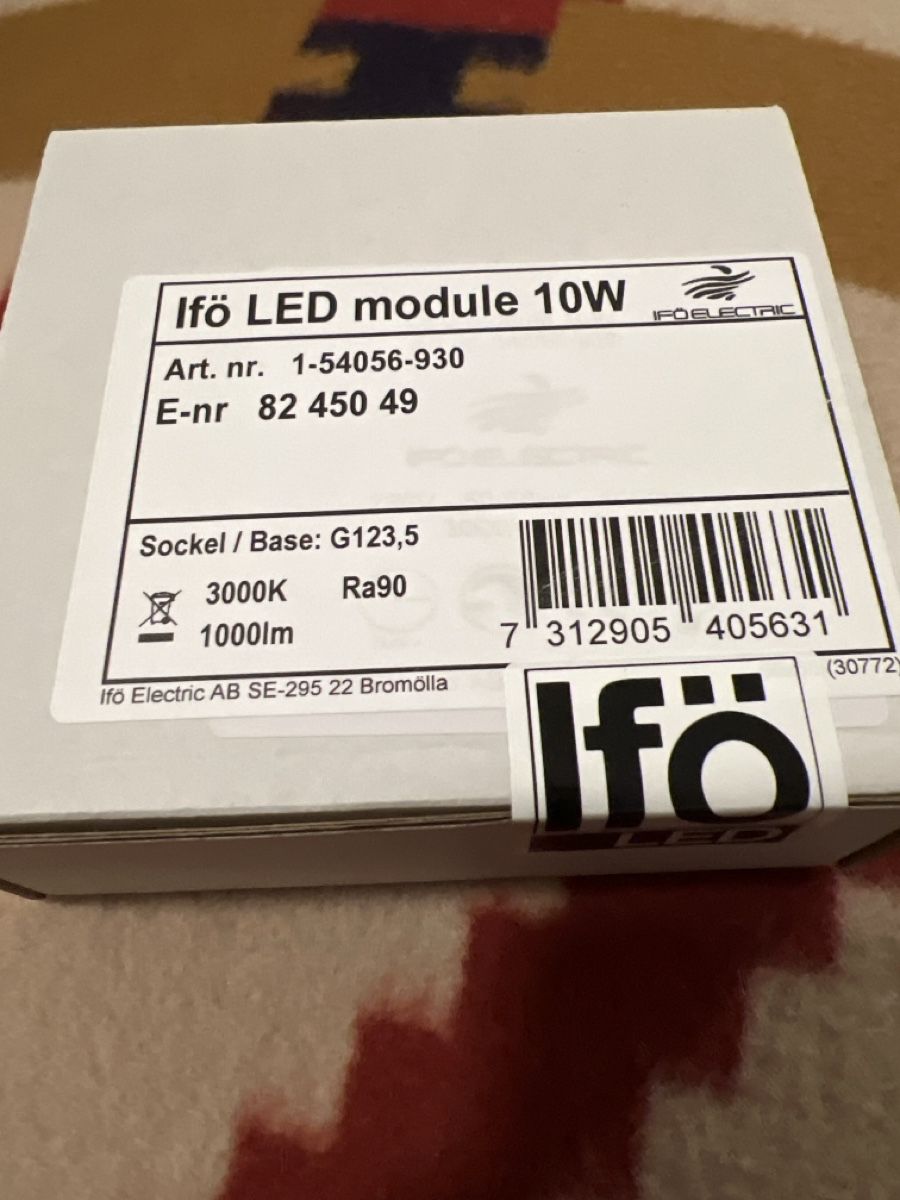 Ifö LED module 10W
IFÖ ELECTRIC
Art. nr. 1-54056-930
E-nr 82 450 49
Sockel / Base: G123,5
3000K Ra90
1000lm
7 312905 405631
Ifö Electric AB SE-295 22 Bromölla
(30772)
Ifö
LED